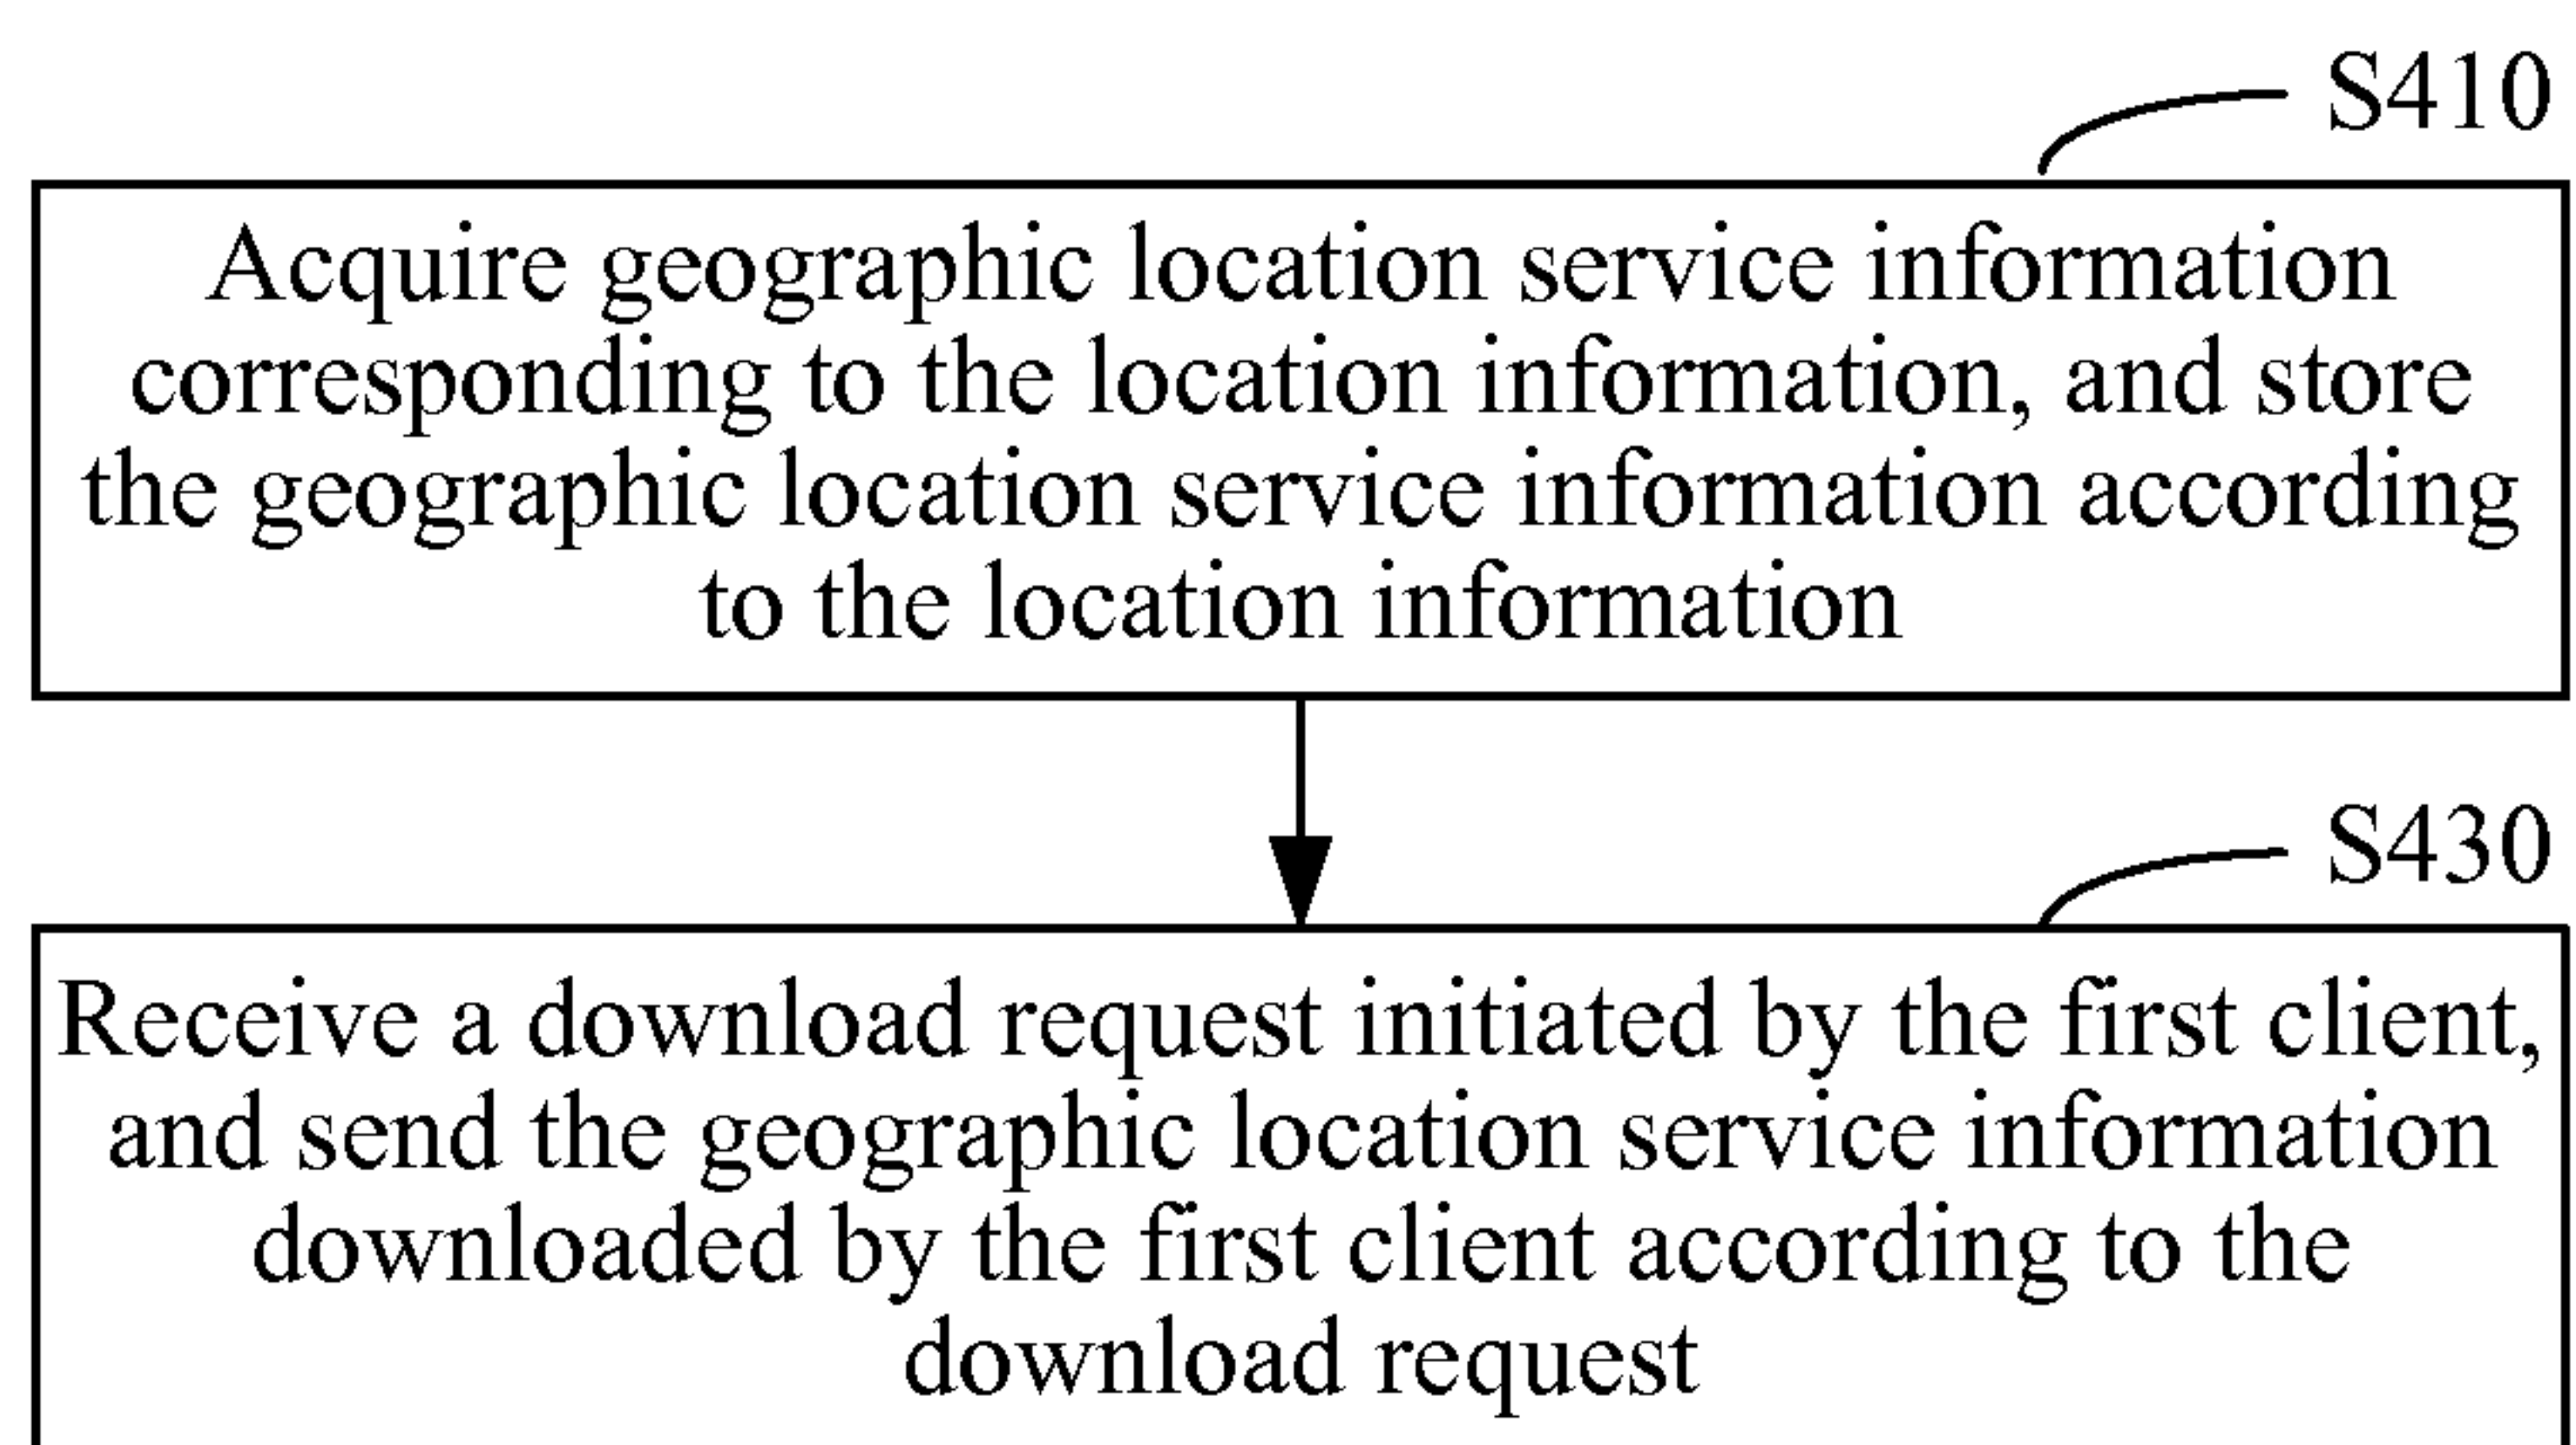 S410
Acquire geographic location service information
corresponding to the location information, and store
the geographic location service information according
to the location information
S430
Receive a download request initiated by the first client,
and send the geographic location service information
downloaded by the first client according to the
download request